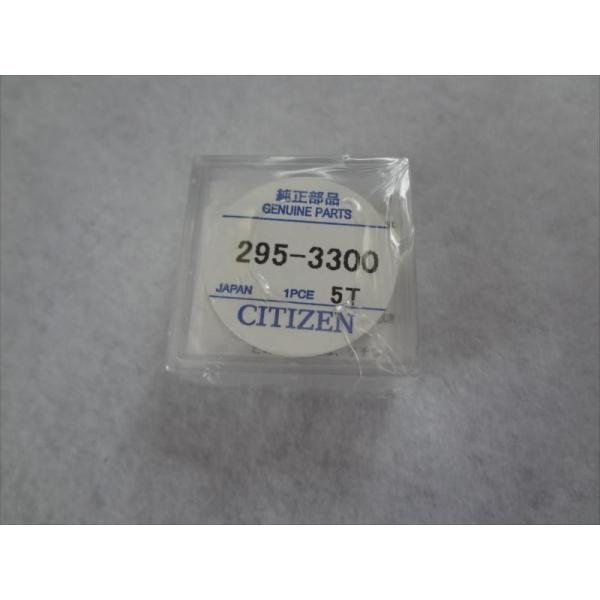 純正部品
GENUINE PARTS
295-3300
JAPAN 1PCE 5T
CITIZEN